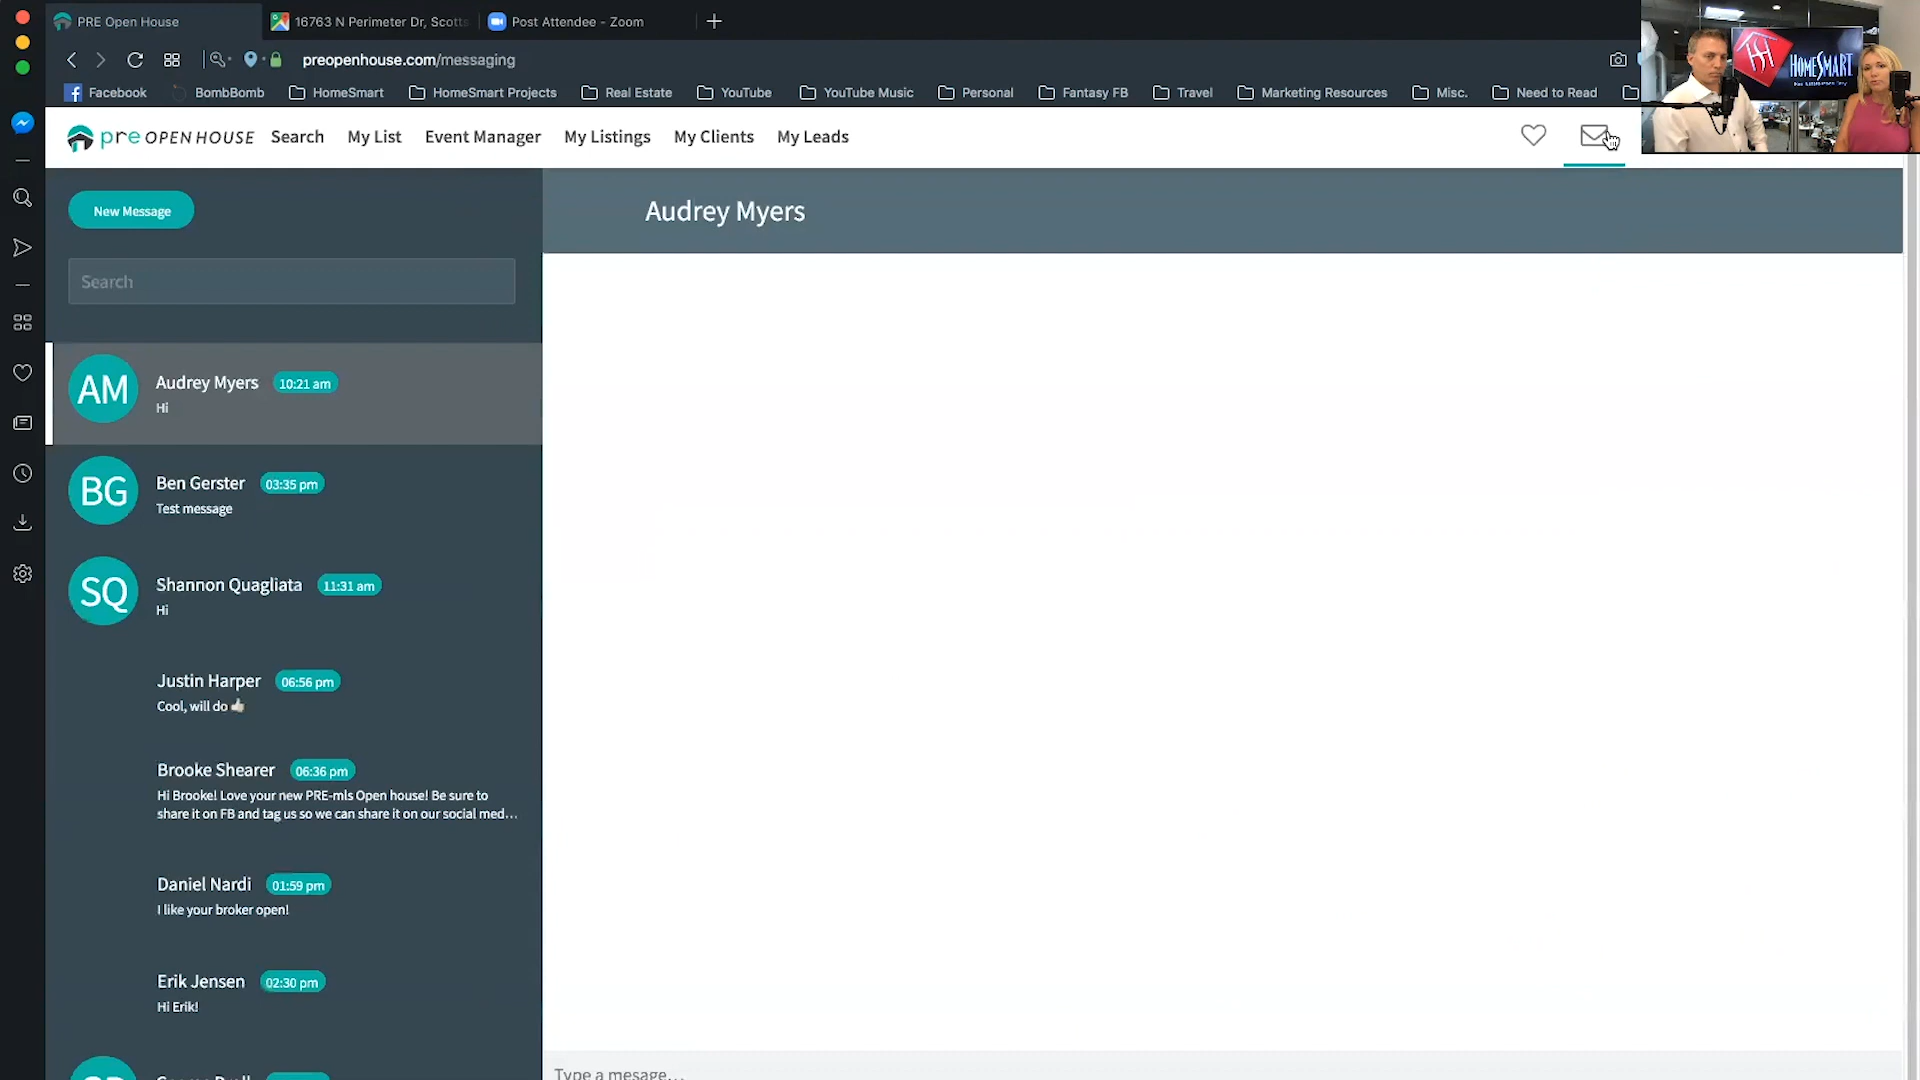 PRE Open House
16763 N Perimeter Dr, Scotts
Post Attendee - Zoom
preopenhouse.com/messaging
Facebook
BombBomb
HomeSmart
HomeSmart Projects
Real Estate
YouTube
YouTube Music
Personal
Fantasy FB
Travel
Marketing Resources
Misc.
Need to Read
HOMESMART
pre OPEN HOUSE
Search
My List
Event Manager
My Listings
My Clients
My Leads
New Message
Audrey Myers
Search
AM
Audrey Myers 10:21 am
Hi
BG
Ben Gerster 03:35 pm
Test message
SQ
Shannon Quagliata 11:31 am
Hi
Justin Harper 06:56 pm
Cool, will do👍
Brooke Shearer 06:36 pm
Hi Brooke! Love your new PRE-mls Open house! Be sure to
share it on FB and tag us so we can share it on our social med...
Daniel Nardi 01:59 pm
I like your broker open!
Erik Jensen 02:30 pm
Hi Erik!
Type a mesage...